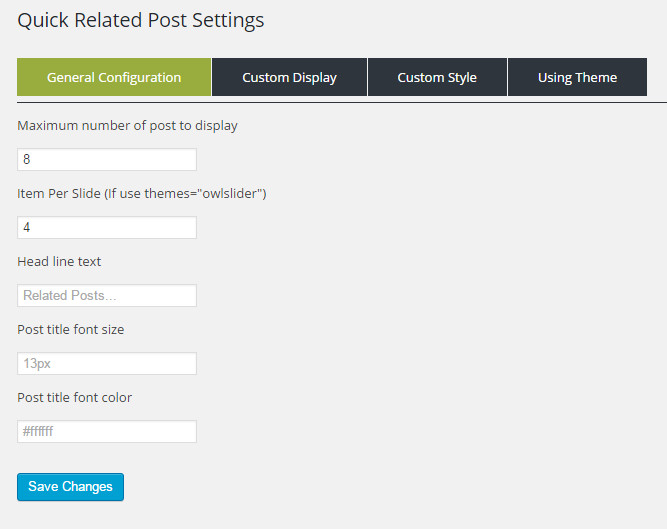 Quick Related Post Settings
General Configuration Custom Display Custom Style Using Theme
Maximum number of post to display
8
Item Per Slide (If use themes="owlslider")
4
Head line text
Related Posts...
Post title font size
13px
Post title font color
#ffffff
Save Changes